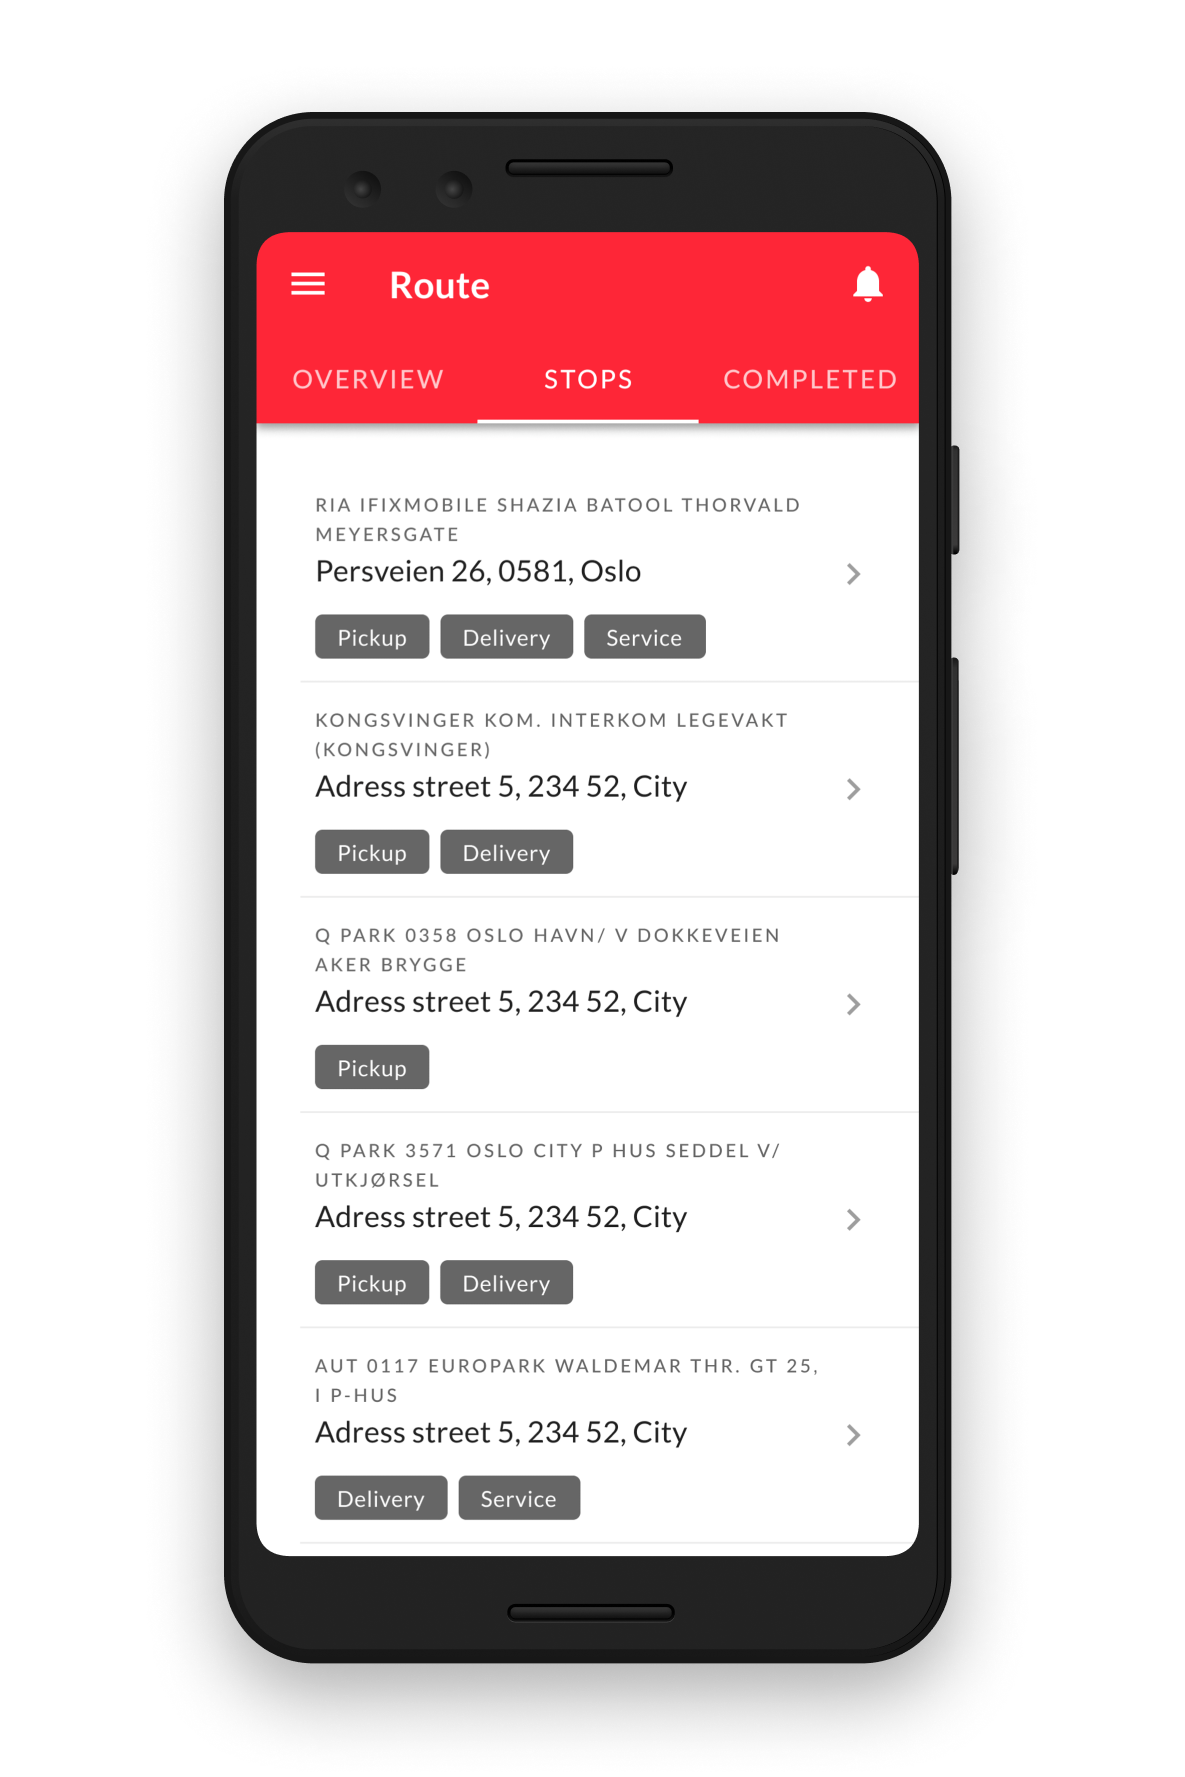 Route
OVERVIEW STOPS COMPLETED
RIA IFIXMOBILE SHAZIA BATOOL THORVALD
MEYERSGATE
Persveien 26, 0581, Oslo
Pickup Delivery Service
KONGSVINGER KOM. INTERKOM LEGEVAKT
(KONGSVINGER)
Adress street 5, 234 52, City
Pickup Delivery
Q PARK 0358 OSLO HAVN/ V DOKKEVEIEN
AKER BRYGGE
Adress street 5, 234 52, City
Pickup
Q PARK 3571 OSLO CITY P HUS SEDDEL V/
UTKJØRSEL
Adress street 5, 234 52, City
Pickup Delivery
AUT 0117 EUROPARK WALDEMAR THR. GT 25,
I P-HUS
Adress street 5, 234 52, City
Delivery Service